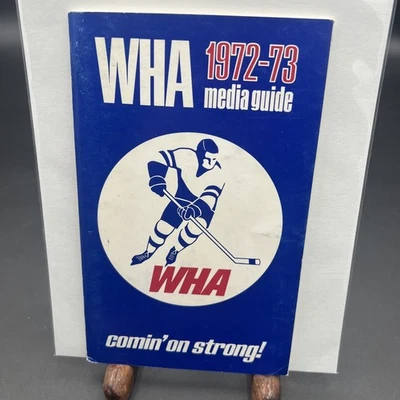 WHA 1972-73
media guide
WHA
comin' on strong!